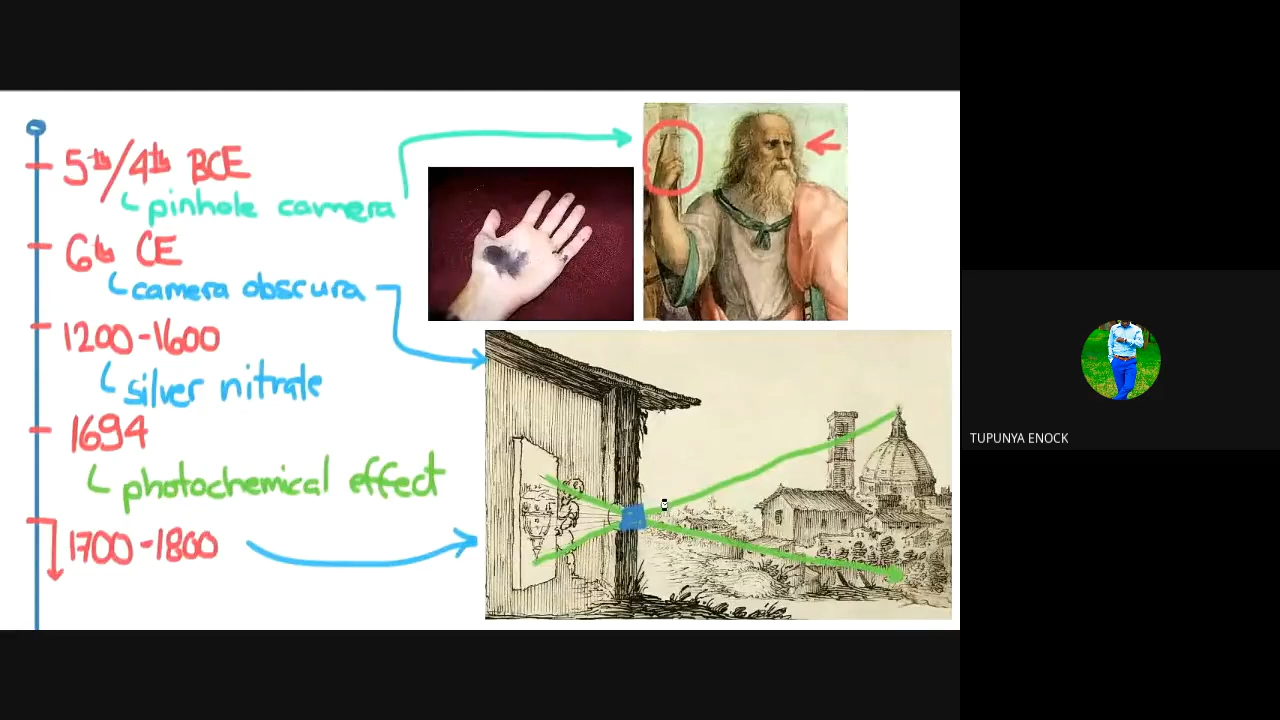 5th/4th BCE
pinhole camera
6th CE
camera obscura
1200-1600
silver nitrate
1694
photochemical effect
1700-1800
TUPUNYA ENOCK